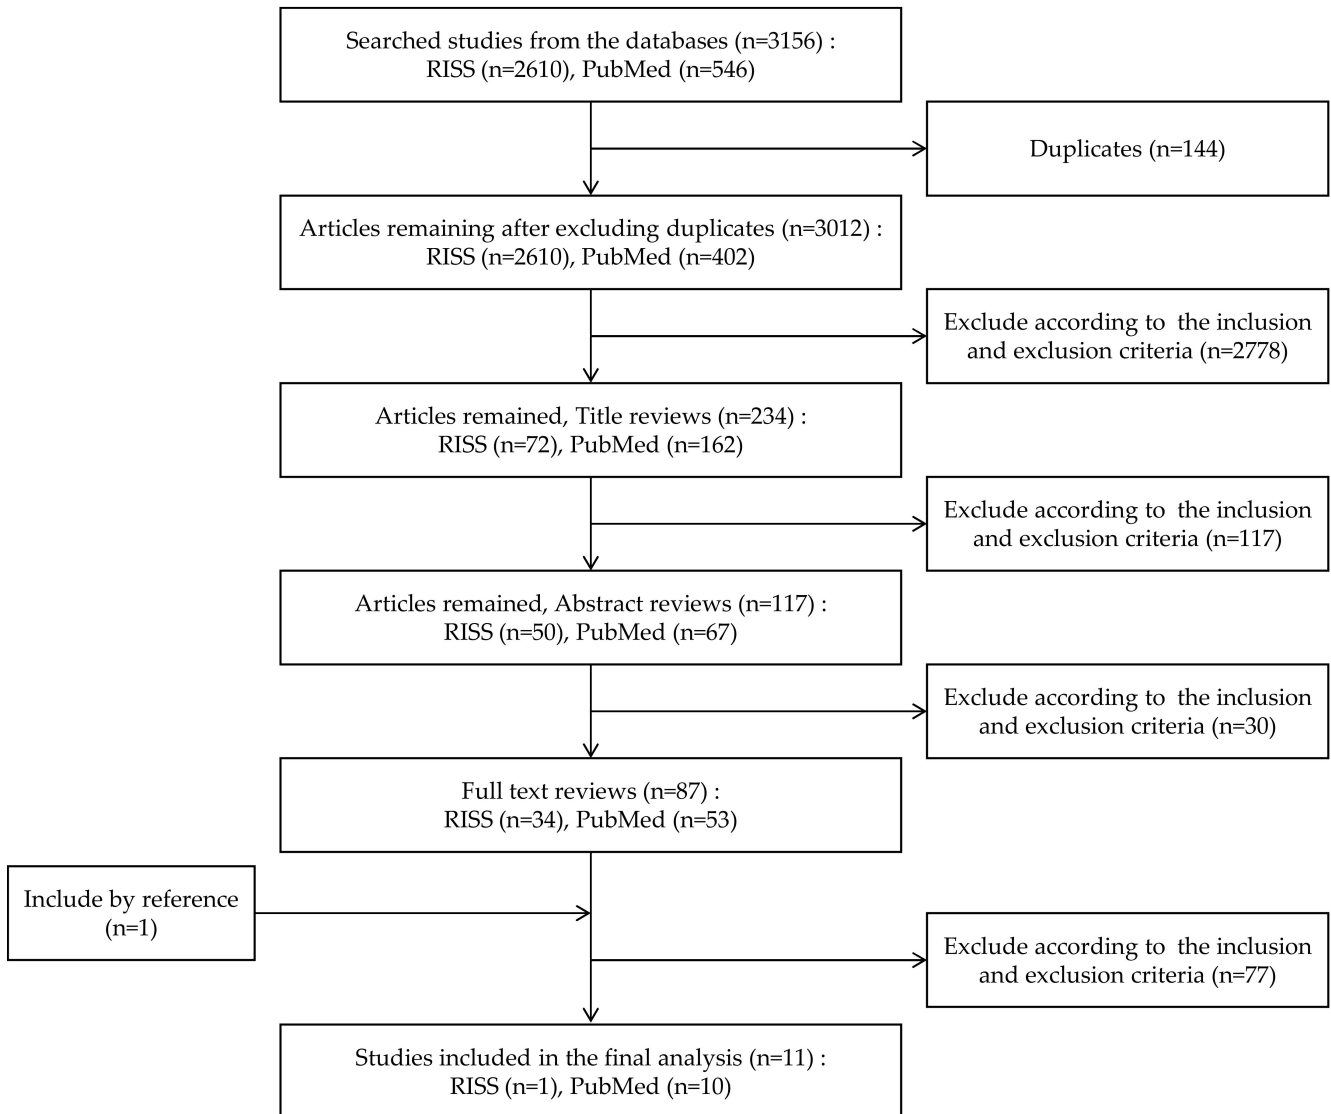 Searched studies from the databases (n=3156) :
RISS (n=2610), PubMed (n=546)
Duplicates (n=144)
Articles remaining after excluding duplicates (n=3012) :
RISS (n=2610), PubMed (n=402)
Exclude according to  the inclusion
and exclusion criteria (n=2778)
Articles remained, Title reviews (n=234) :
RISS (n=72), PubMed (n=162)
Exclude according to  the inclusion
and exclusion criteria (n=117)
Articles remained, Abstract reviews (n=117) :
RISS (n=50), PubMed (n=67)
Exclude according to  the inclusion
and exclusion criteria (n=30)
Full text reviews (n=87) :
RISS (n=34), PubMed (n=53)
Include by reference
(n=1)
Exclude according to  the inclusion
and exclusion criteria (n=77)
Studies included in the final analysis (n=11) :
RISS (n=1), PubMed (n=10)